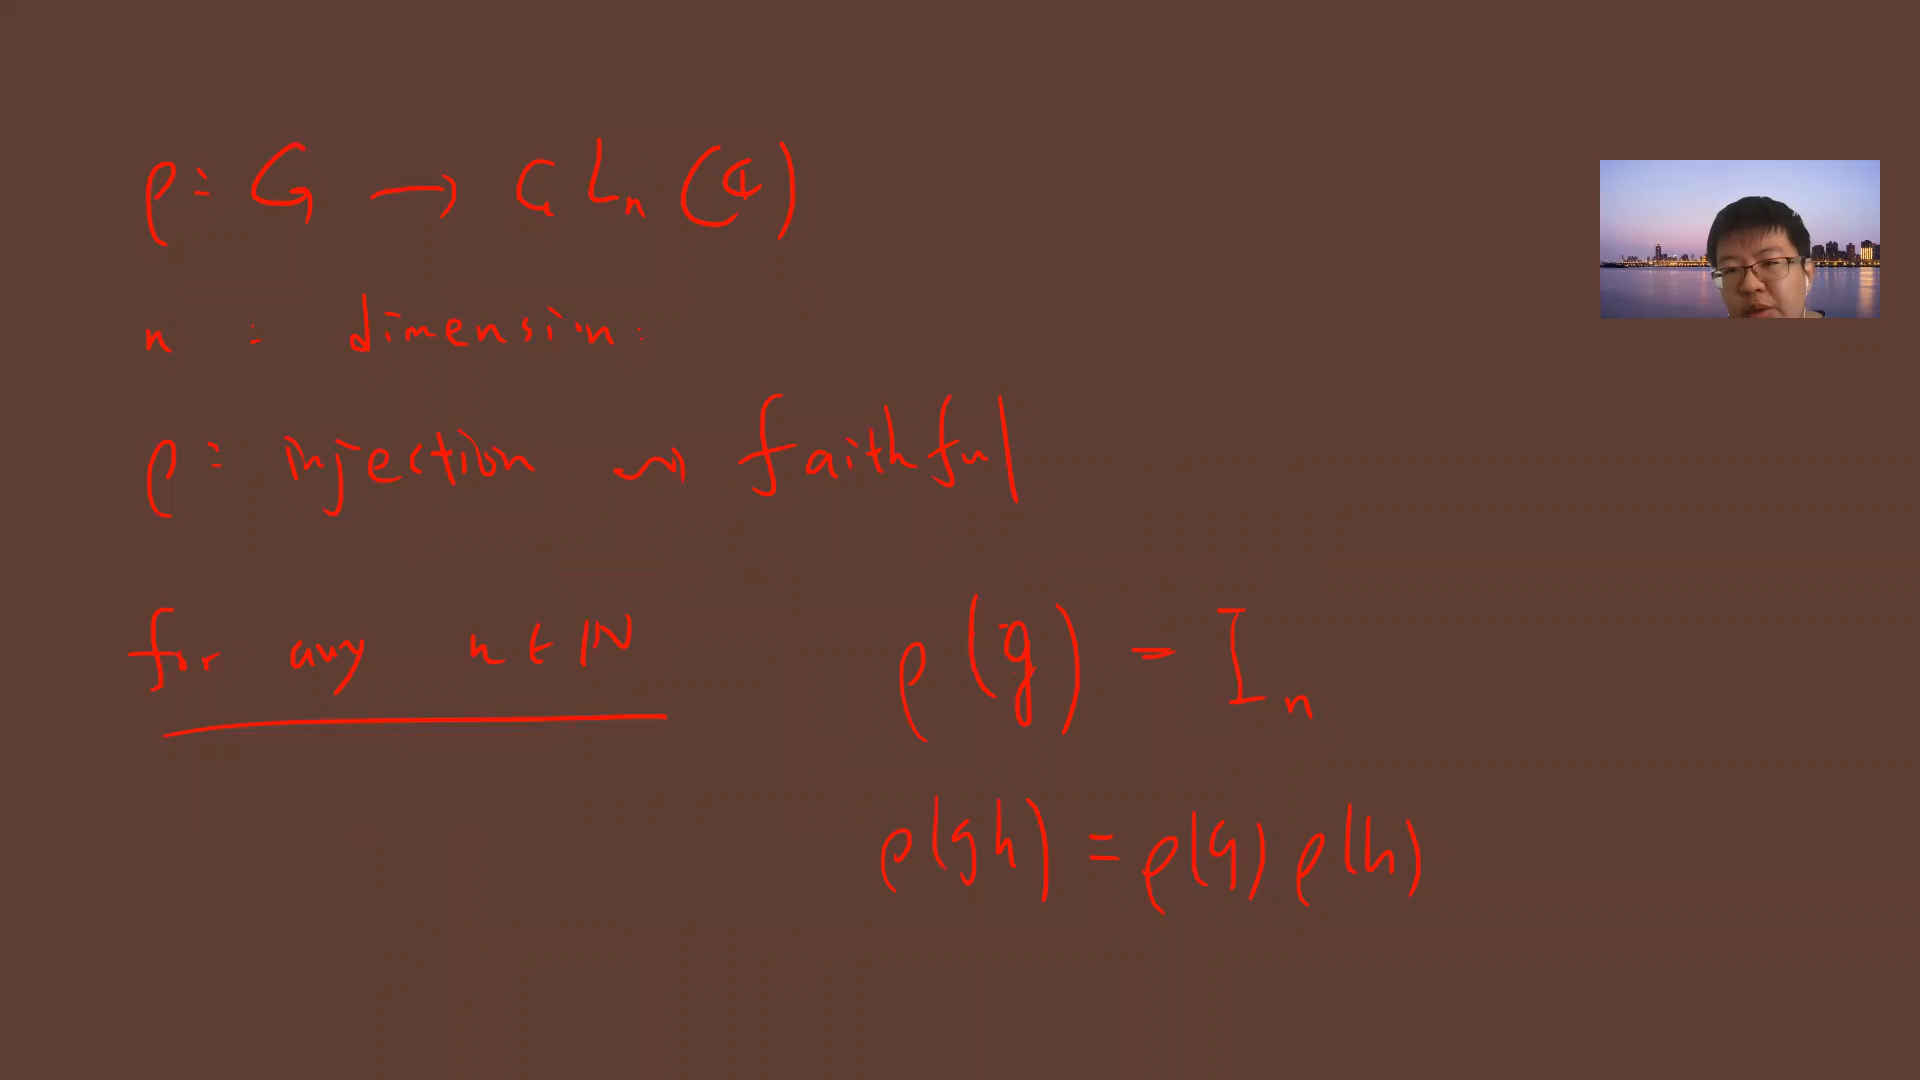 ρ: G → GLₙ(ℂ)
n : dimension:
ρ: injection ⇝ faithful
for any n ∈ ℕ
ρ(g) = Iₙ
ρ(gh) = ρ(g) ρ(h)